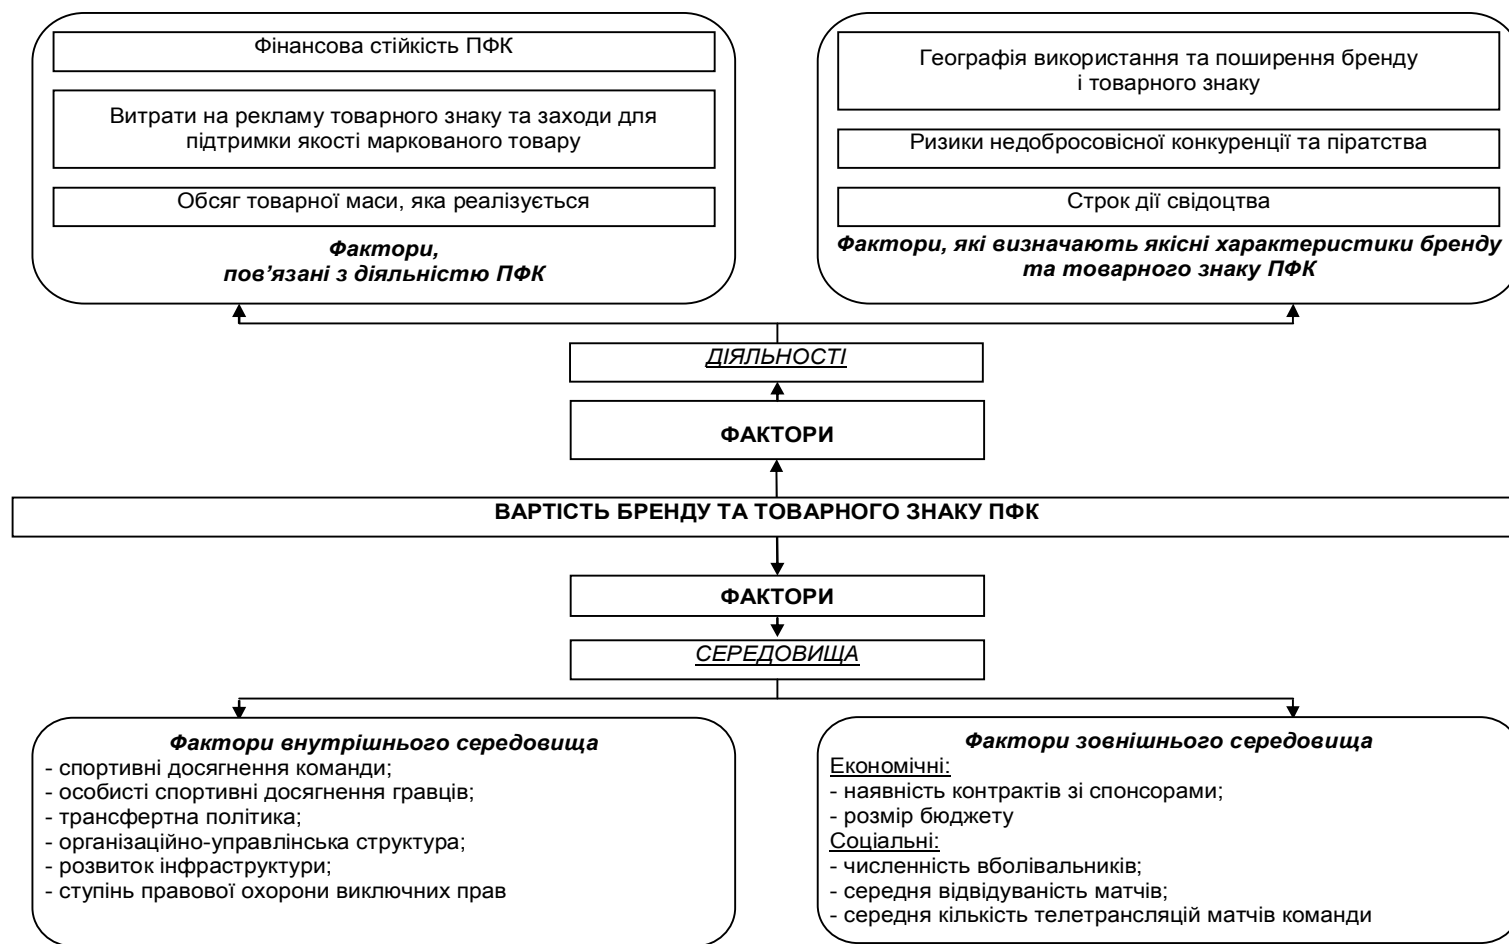 Фінансова стійкість ПФК
Витрати на рекламу товарного знаку та заходи для
підтримки якості маркованого товару
Обсяг товарної маси, яка реалізується
Фактори,
пов’язані з діяльністю ПФК
Географія використання та поширення бренду
і товарного знаку
Ризики недобросовісної конкуренції та піратства
Строк дії свідоцтва
Фактори, які визначають якісні характеристики бренду
та товарного знаку ПФК
ДІЯЛЬНОСТІ
ФАКТОРИ
ВАРТІСТЬ БРЕНДУ ТА ТОВАРНОГО ЗНАКУ ПФК
ФАКТОРИ
СЕРЕДОВИЩА
Фактори внутрішнього середовища
- спортивні досягнення команди;
- особисті спортивні досягнення гравців;
- трансфертна політика;
- організаційно-управлінська структура;
- розвиток інфраструктури;
- ступінь правової охорони виключних прав
Фактори зовнішнього середовища
Економічні:
- наявність контрактів зі спонсорами;
- розмір бюджету
Соціальні:
- численність вболівальників;
- середня відвідуваність матчів;
- середня кількість телетрансляцій матчів команди